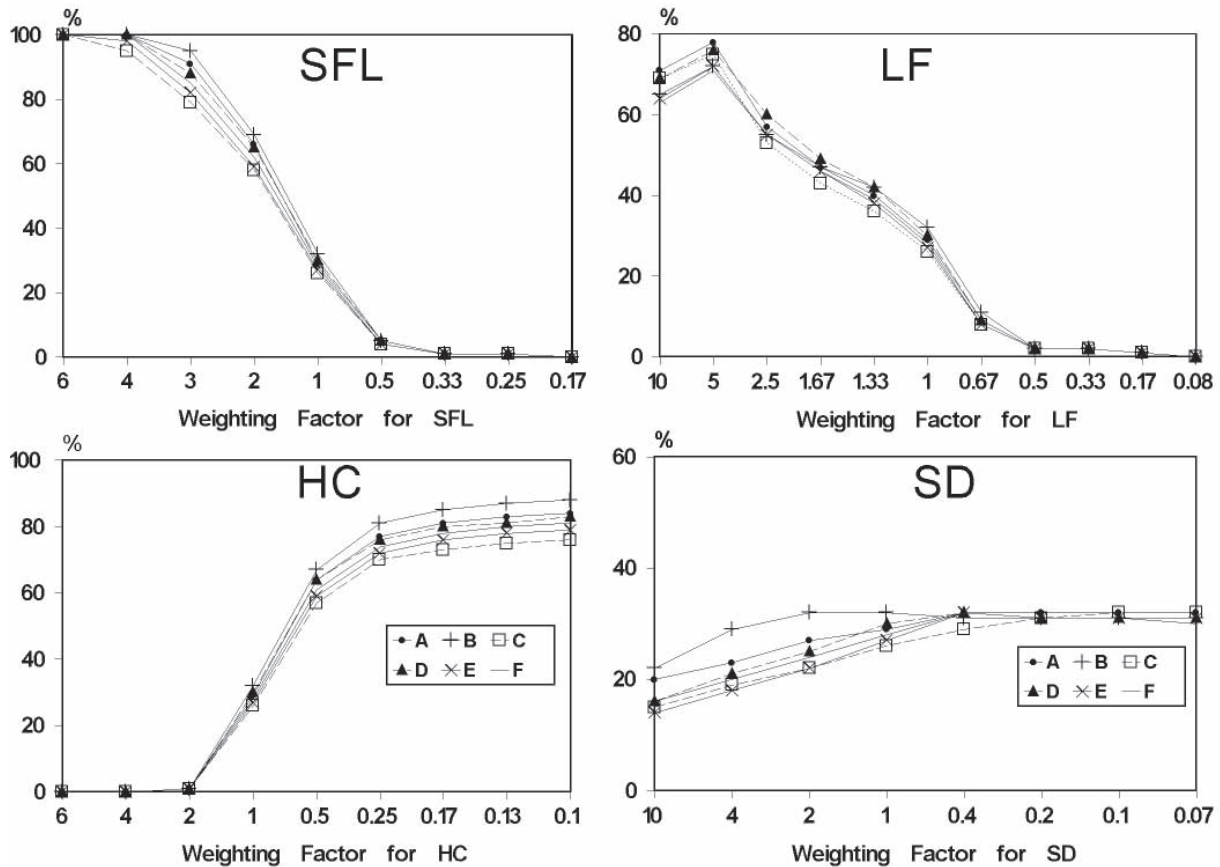 %
SFL
100
80
60
40
20
0
6 4 3 2 1 0.5 0.33 0.25 0.17
Weighting Factor for SFL
%
LF
80
60
40
20
0
10 5 2.5 1.67 1.33 1 0.67 0.5 0.33 0.17 0.08
Weighting Factor for LF
%
HC
100
80
60
40
20
0
A B C
D E F
6 4 2 1 0.5 0.25 0.17 0.13 0.1
Weighting Factor for HC
%
SD
60
40
20
0
A B C
D E F
10 4 2 1 0.4 0.2 0.1 0.07
Weighting Factor for SD